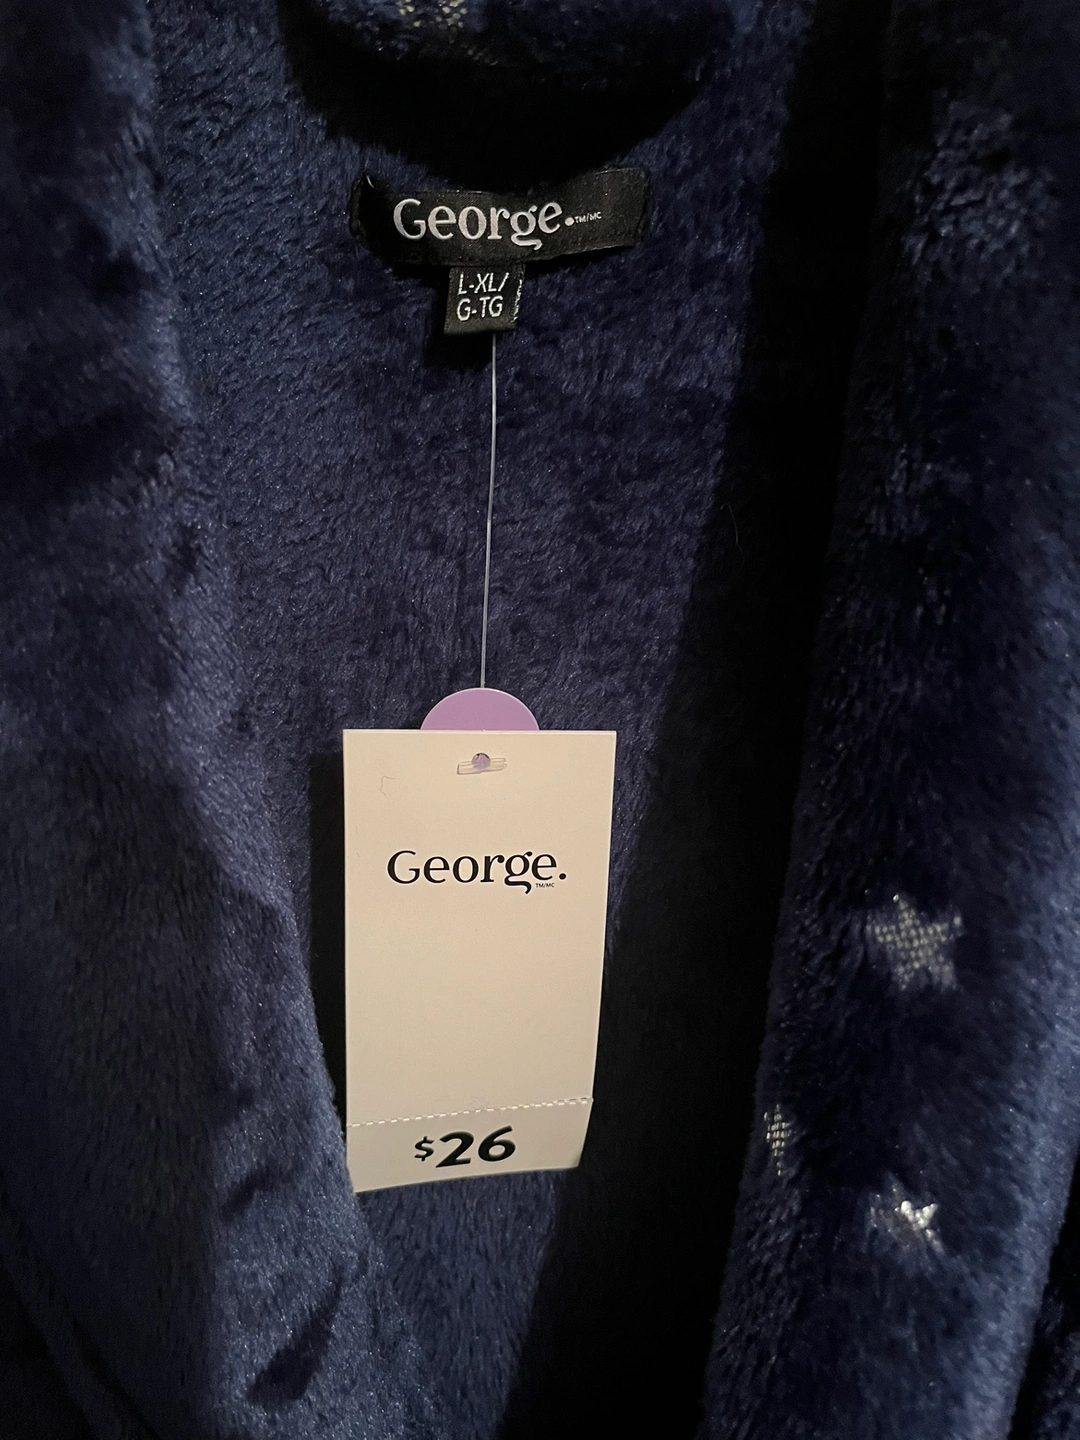 George.TM/MC
L-XL/
G-TG
George.
TM/MC
$26